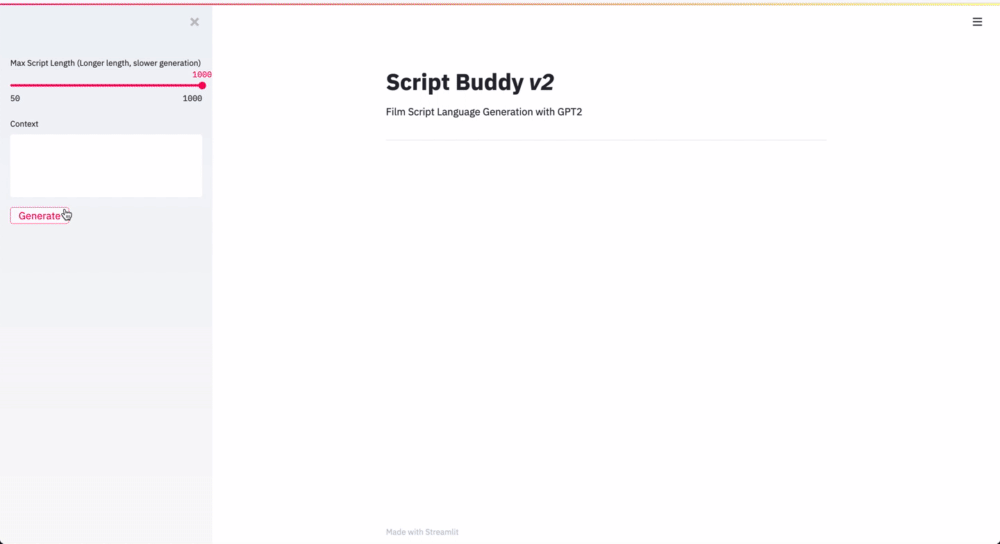 Max Script Length (Longer length, slower generation)
1000
50 1000
Context
Generate
Script Buddy v2
Film Script Language Generation with GPT2
Made with Streamlit